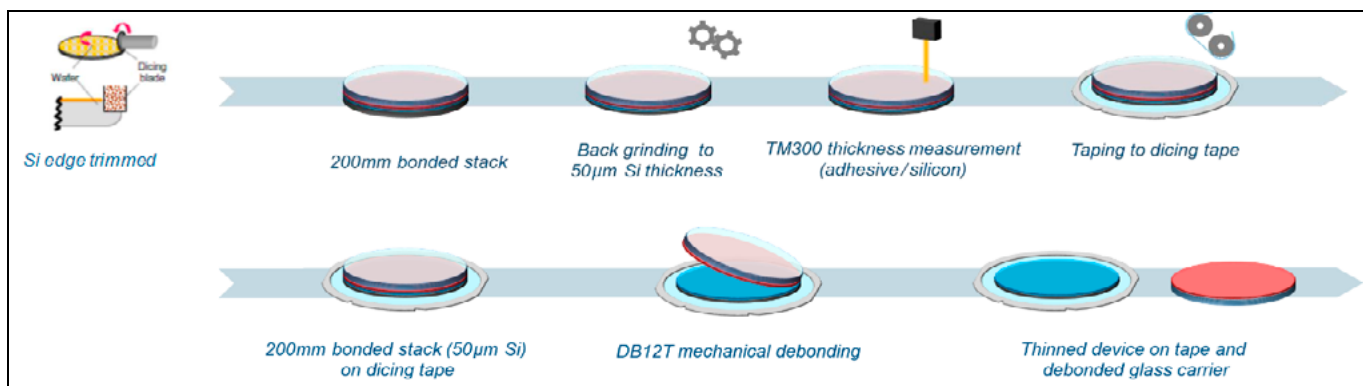 Wafer
Dicing
blade
Si edge trimmed
200mm bonded stack
Back grinding to
50µm Si thickness
TM300 thickness measurement
(adhesive/silicon)
Taping to dicing tape
200mm bonded stack (50µm Si)
on dicing tape
DB12T mechanical debonding
Thinned device on tape and
debonded glass carrier